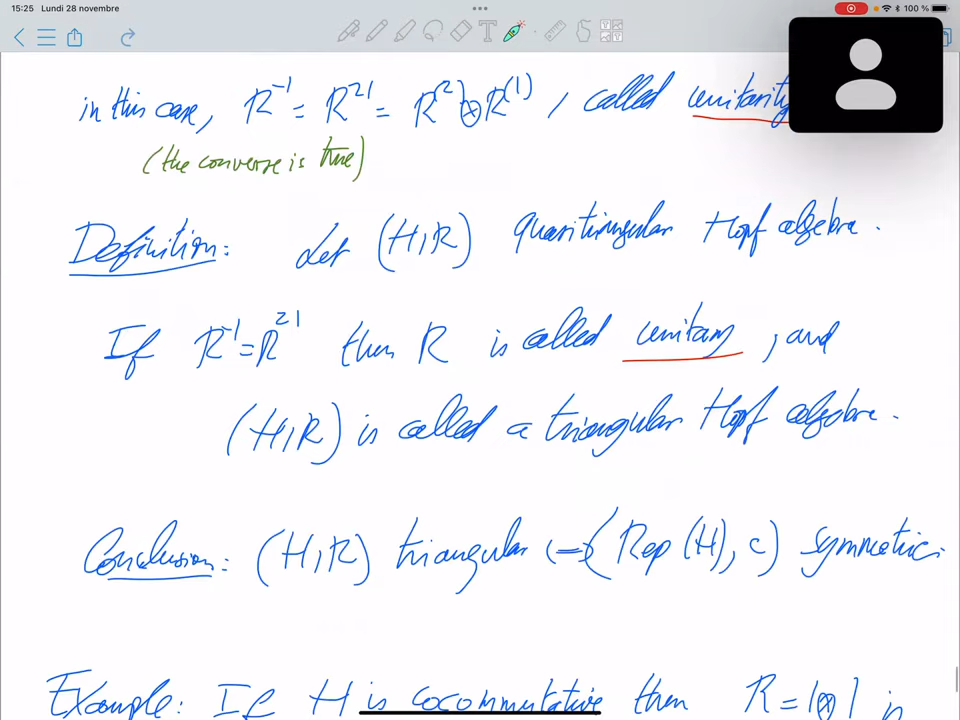 15:25 Lundi 28 novembre
100 %
in this case, R⁻¹ = R²¹ = R⁽²⁾ ⊗ R⁽¹⁾, called unitarity
(the converse is true)
Definition: Let (H,R) quasitriangular Hopf algebra.
If R⁻¹ = R²¹ then R is called unitary, and
(H,R) is called a triangular Hopf algebra.
Conclusion: (H,R) triangular <=> (Rep(H), c) symmetric.
Example: If H is cocommutative then R = 1⊗1 is